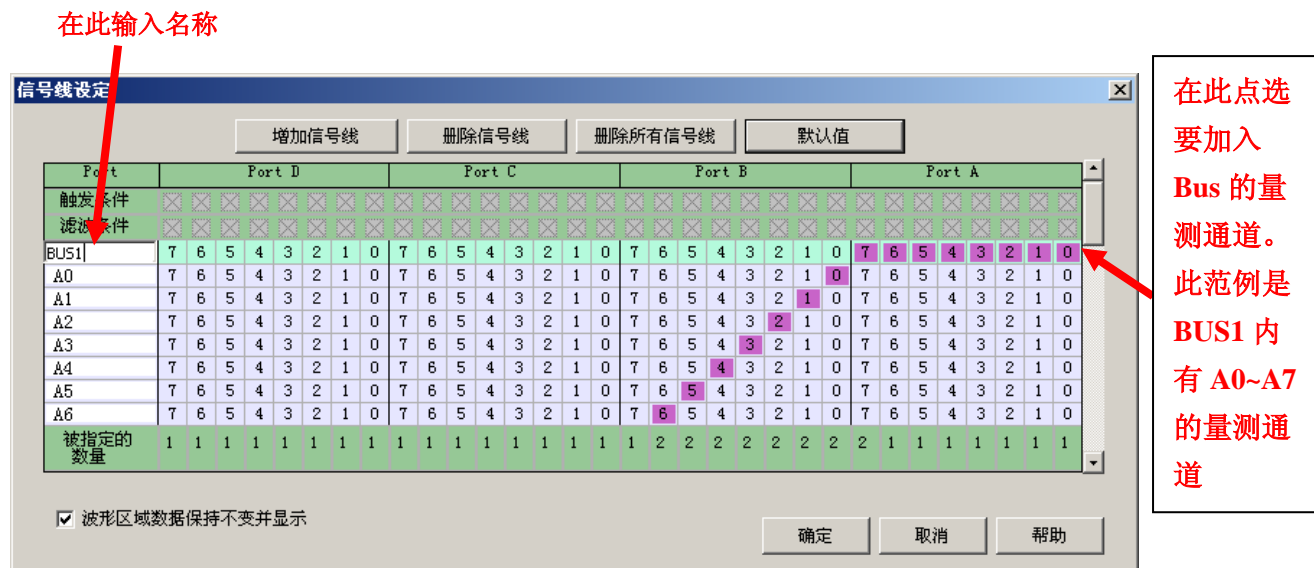 在此输入名称
信号线设定
增加信号线 删除信号线 删除所有信号线 默认值
Port Port D Port C Port B Port A
触发条件
滤波条件
BUS1 7 6 5 4 3 2 1 0 7 6 5 4 3 2 1 0 7 6 5 4 3 2 1 0 7 6 5 4 3 2 1 0
A0 7 6 5 4 3 2 1 0 7 6 5 4 3 2 1 0 7 6 5 4 3 2 1 0 7 6 5 4 3 2 1 0
A1 7 6 5 4 3 2 1 0 7 6 5 4 3 2 1 0 7 6 5 4 3 2 1 0 7 6 5 4 3 2 1 0
A2 7 6 5 4 3 2 1 0 7 6 5 4 3 2 1 0 7 6 5 4 3 2 1 0 7 6 5 4 3 2 1 0
A3 7 6 5 4 3 2 1 0 7 6 5 4 3 2 1 0 7 6 5 4 3 2 1 0 7 6 5 4 3 2 1 0
A4 7 6 5 4 3 2 1 0 7 6 5 4 3 2 1 0 7 6 5 4 3 2 1 0 7 6 5 4 3 2 1 0
A5 7 6 5 4 3 2 1 0 7 6 5 4 3 2 1 0 7 6 5 4 3 2 1 0 7 6 5 4 3 2 1 0
A6 7 6 5 4 3 2 1 0 7 6 5 4 3 2 1 0 7 6 5 4 3 2 1 0 7 6 5 4 3 2 1 0
被指定的
数量 1 1 1 1 1 1 1 1 1 1 1 1 1 1 1 1 1 2 2 2 2 2 2 2 2 1 1 1 1 1 1 1
波形区域数据保持不变并显示
确定 取消 帮助
在此点选
要加入
Bus 的量
测通道。
此范例是
BUS1 内
有 A0~A7
的量测通
道